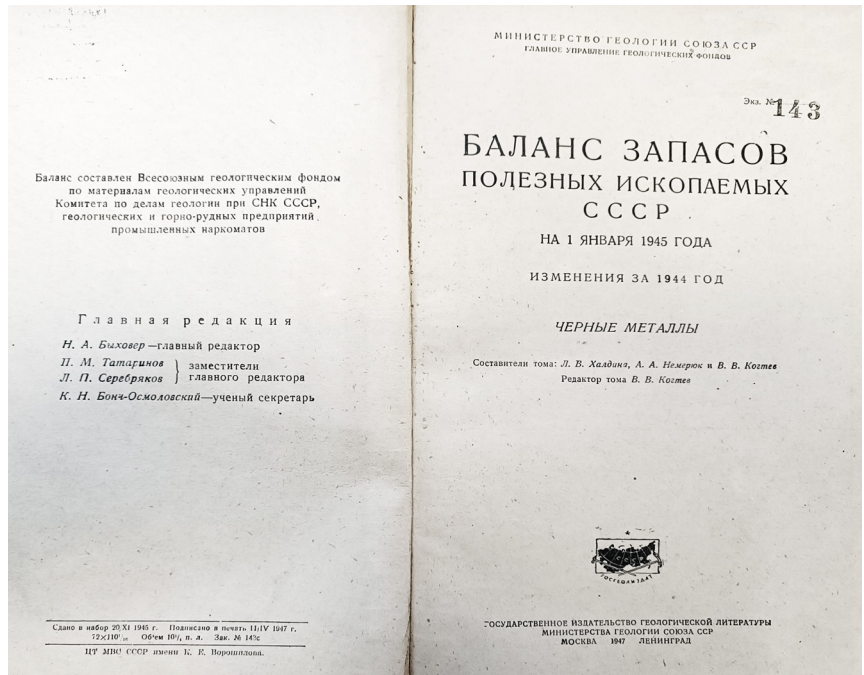 Баланс составлен Всесоюзным геологическим фондом
по материалам геологических управлений
Комитета по делам геологии при СНК СССР,
геологических и горно-рудных предприятий
промышленных наркоматов
Главная редакция
Н. А. Быховер—главный редактор
П. М. Татаринов
Л. П. Серебряков
заместители
главного редактора
К. Н. Бонч-Осмоловский—ученый секретарь
Сдано в набор 20/XI 1945 г. Подписано в печать 11/IV 1947 г.
Об'ем п. л. Зак. № 143с
ЦТ МВС СССР имени К. Е. Ворошилова.
МИНИСТЕРСТВО ГЕОЛОГИИ СОЮЗА ССР
ГЛАВНОЕ УПРАВЛЕНИЕ ГЕОЛОГИЧЕСКИХ ФОНДОВ
Экз. № 143
БАЛАНС ЗАПАСОВ
ПОЛЕЗНЫХ ИСКОПАЕМЫХ
СССР
НА 1 ЯНВАРЯ 1945 ГОДА
ИЗМЕНЕНИЯ ЗА 1944 ГОД
ЧЕРНЫЕ МЕТАЛЛЫ
Составители тома: Л. В. Халдина, А. А. Немерюк и В. В. Когтев
Редактор тома В. В. Когтев
ГОСГЕОЛИЗДАТ
ГОСУДАРСТВЕННОЕ ИЗДАТЕЛЬСТВО ГЕОЛОГИЧЕСКОЙ ЛИТЕРАТУРЫ
МИНИСТЕРСТВА ГЕОЛОГИИ СОЮЗА ССР
МОСКВА 1947 ЛЕНИНГРАД